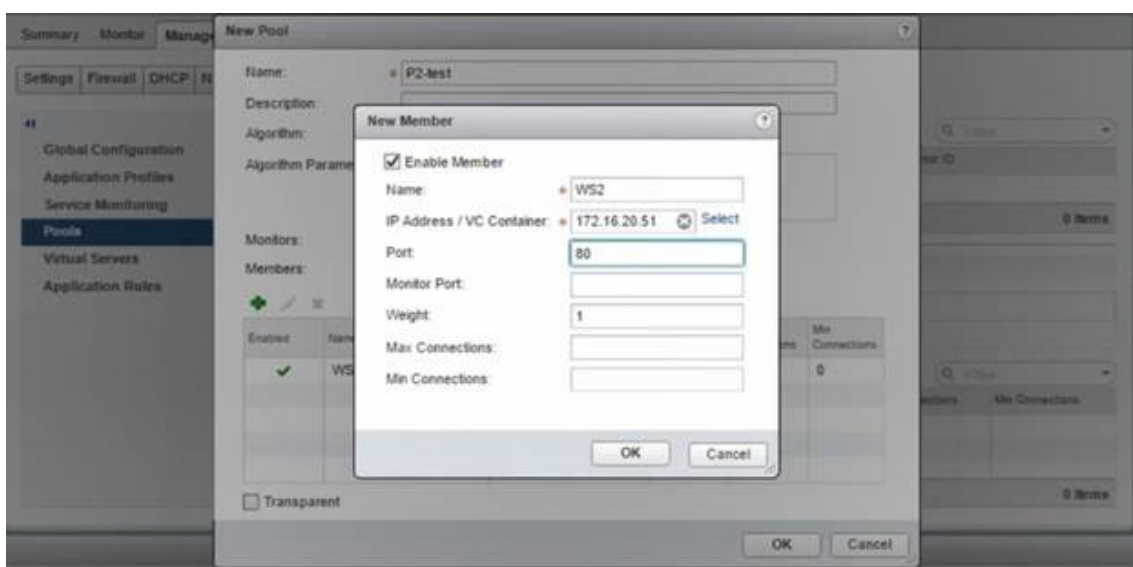 Summary Monitor Manag
New Pool
Settings Firewall DHCP N
Name: P2-test
Description:
New Member
Algorithm:
Enable Member
Global Configuration
Algorithm Parame
Name: WS2
Application Profiles
IP Address / VC Container: 172.16.20.51 Select
Service Monitoring
0 Items
Pools
Monitors:
Port: 80
Virtual Servers
Members:
Monitor Port:
Application Rules
Weight: 1
Enabled Name
Min Connections
Max Connections:
WS 0
Min Connections:
Min Connections
OK Cancel
Transparent
0 Items
OK Cancel